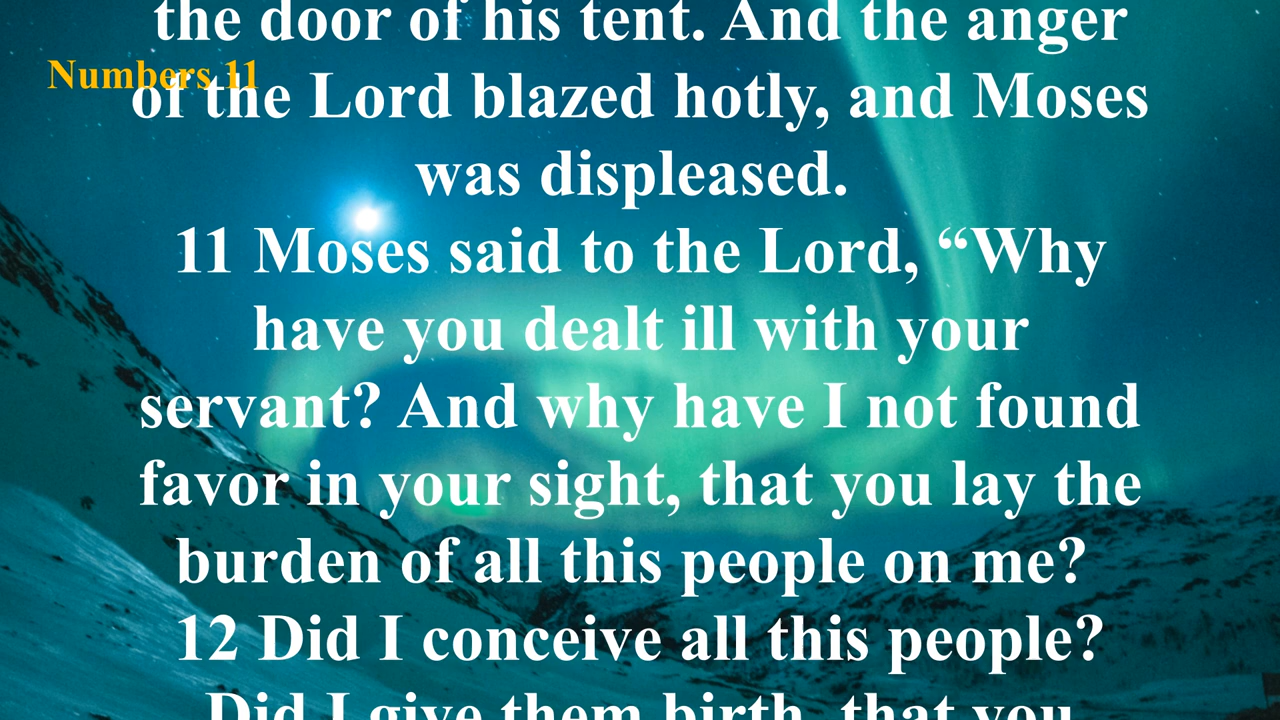 the door of his tent. And the anger
Numbers 11
of the Lord blazed hotly, and Moses
was displeased.
11 Moses said to the Lord, “Why
have you dealt ill with your
servant? And why have I not found
favor in your sight, that you lay the
burden of all this people on me?
12 Did I conceive all this people?
Did I give them birth, that you